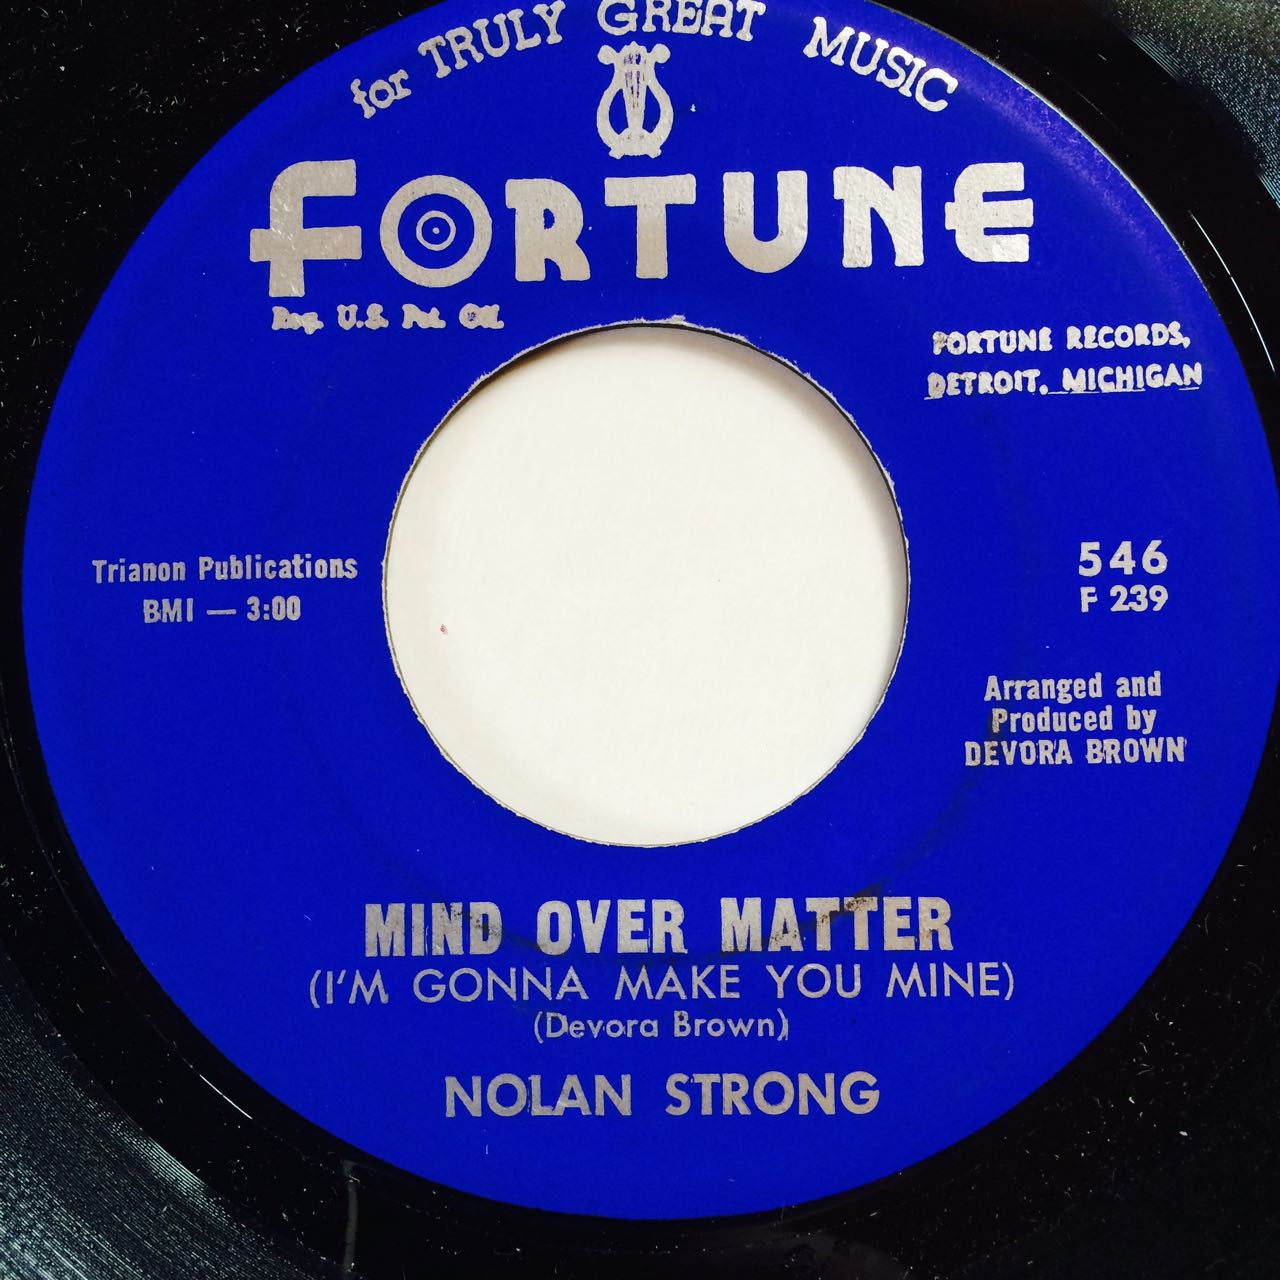 for TRULY GREAT MUSIC
FORTUNE
Reg. U.S. Pat. Off.
FORTUNE RECORDS,
DETROIT, MICHIGAN
Trianon Publications
BMI — 3:00
546
F 239
Arranged and
Produced by
DEVORA BROWN
MIND OVER MATTER
(I'M GONNA MAKE YOU MINE)
(Devora Brown)
NOLAN STRONG